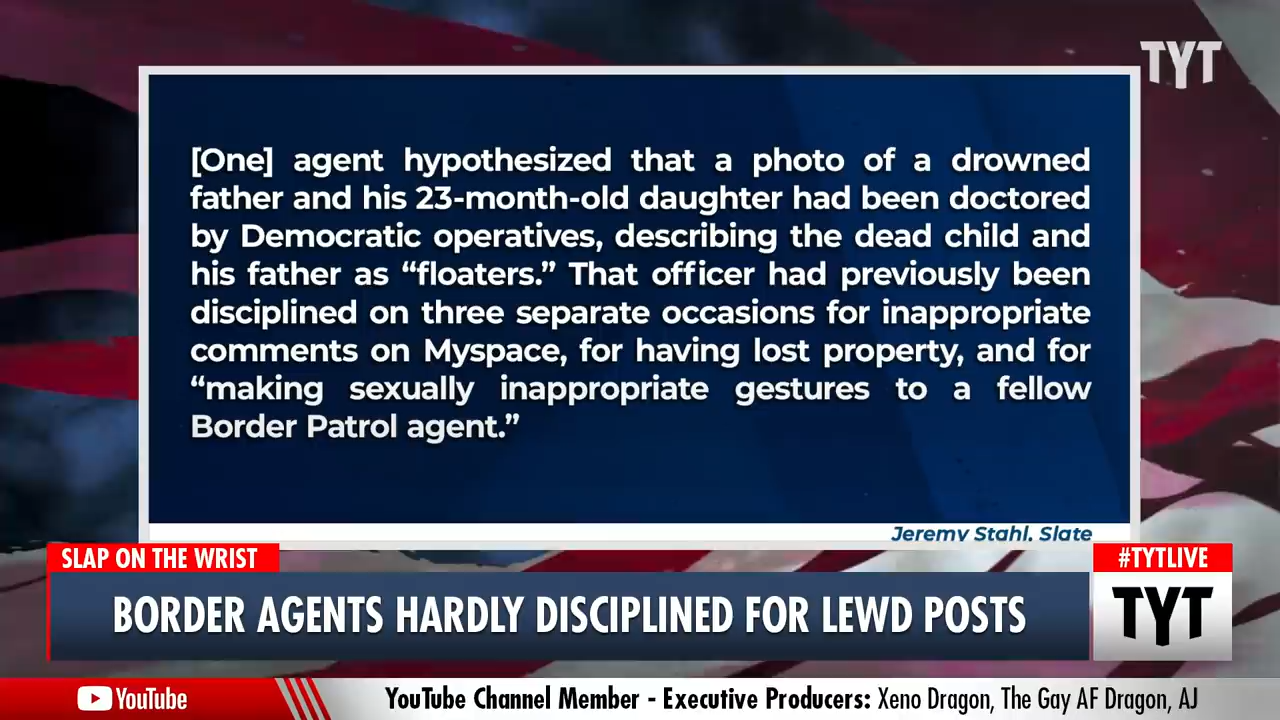 TYT
[One] agent hypothesized that a photo of a drowned
father and his 23-month-old daughter had been doctored
by Democratic operatives, describing the dead child and
his father as “floaters.” That officer had previously been
disciplined on three separate occasions for inappropriate
comments on Myspace, for having lost property, and for
“making sexually inappropriate gestures to a fellow
Border Patrol agent.”
Jeremy Stahl, Slate
SLAP ON THE WRIST
#TYTLIVE
BORDER AGENTS HARDLY DISCIPLINED FOR LEWD POSTS
TYT
YouTube
YouTube Channel Member - Executive Producers: Xeno Dragon, The Gay AF Dragon, AJ